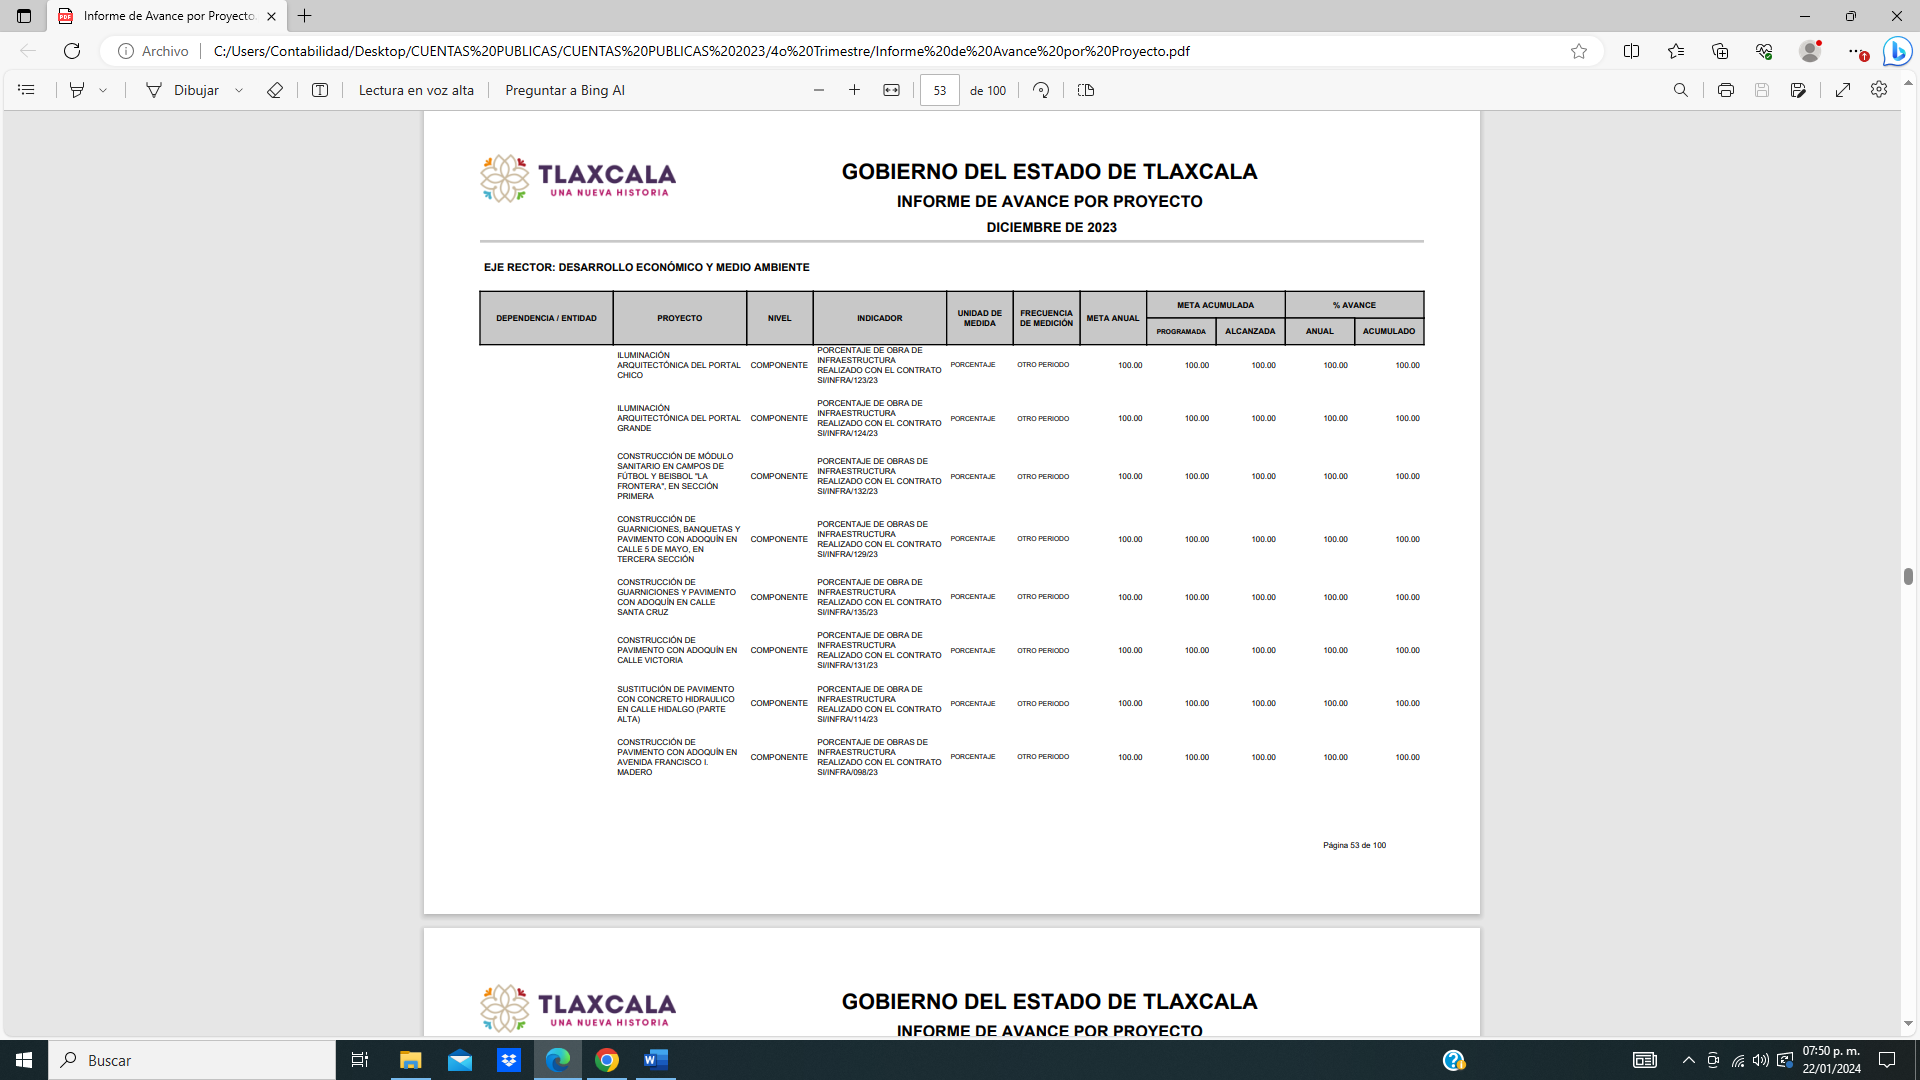 Informe de Avance por Proyecto.
Archivo
C:/Users/Contabilidad/Desktop/CUENTAS%20PUBLICAS/CUENTAS%20PUBLICAS%202023/4o%20Trimestre/Informe%20de%20Avance%20por%20Proyecto.pdf
Dibujar
Lectura en voz alta
Preguntar a Bing AI
53
de 100
TLAXCALA
UNA NUEVA HISTORIA
GOBIERNO DEL ESTADO DE TLAXCALA
INFORME DE AVANCE POR PROYECTO
DICIEMBRE DE 2023
EJE RECTOR: DESARROLLO ECONÓMICO Y MEDIO AMBIENTE
DEPENDENCIA / ENTIDAD
PROYECTO
NIVEL
INDICADOR
UNIDAD DE
MEDIDA
FRECUENCIA
DE MEDICIÓN
META ANUAL
META ACUMULADA
PROGRAMADA
ALCANZADA
% AVANCE
ANUAL
ACUMULADO
ILUMINACIÓN
ARQUITECTÓNICA DEL PORTAL
CHICO
COMPONENTE
PORCENTAJE DE OBRA DE
INFRAESTRUCTURA
REALIZADO CON EL CONTRATO
SI/INFRA/123/23
PORCENTAJE
OTRO PERIODO
100.00
100.00
100.00
100.00
100.00
ILUMINACIÓN
ARQUITECTÓNICA DEL PORTAL
GRANDE
COMPONENTE
PORCENTAJE DE OBRA DE
INFRAESTRUCTURA
REALIZADO CON EL CONTRATO
SI/INFRA/124/23
PORCENTAJE
OTRO PERIODO
100.00
100.00
100.00
100.00
100.00
CONSTRUCCIÓN DE MÓDULO
SANITARIO EN CAMPOS DE
FÚTBOL Y BEISBOL "LA
FRONTERA", EN SECCIÓN
PRIMERA
COMPONENTE
PORCENTAJE DE OBRAS DE
INFRAESTRUCTURA
REALIZADO CON EL CONTRATO
SI/INFRA/132/23
PORCENTAJE
OTRO PERIODO
100.00
100.00
100.00
100.00
100.00
CONSTRUCCIÓN DE
GUARNICIONES, BANQUETAS Y
PAVIMENTO CON ADOQUÍN EN
CALLE 5 DE MAYO, EN
TERCERA SECCIÓN
COMPONENTE
PORCENTAJE DE OBRAS DE
INFRAESTRUCTURA
REALIZADO CON EL CONTRATO
SI/INFRA/129/23
PORCENTAJE
OTRO PERIODO
100.00
100.00
100.00
100.00
100.00
CONSTRUCCIÓN DE
GUARNICIONES Y PAVIMENTO
CON ADOQUÍN EN CALLE
SANTA CRUZ
COMPONENTE
PORCENTAJE DE OBRA DE
INFRAESTRUCTURA
REALIZADO CON EL CONTRATO
SI/INFRA/135/23
PORCENTAJE
OTRO PERIODO
100.00
100.00
100.00
100.00
100.00
CONSTRUCCIÓN DE
PAVIMENTO CON ADOQUÍN EN
CALLE VICTORIA
COMPONENTE
PORCENTAJE DE OBRA DE
INFRAESTRUCTURA
REALIZADO CON EL CONTRATO
SI/INFRA/131/23
PORCENTAJE
OTRO PERIODO
100.00
100.00
100.00
100.00
100.00
SUSTITUCIÓN DE PAVIMENTO
CON CONCRETO HIDRAULICO
EN CALLE HIDALGO (PARTE
ALTA)
COMPONENTE
PORCENTAJE DE OBRA DE
INFRAESTRUCTURA
REALIZADO CON EL CONTRATO
SI/INFRA/114/23
PORCENTAJE
OTRO PERIODO
100.00
100.00
100.00
100.00
100.00
CONSTRUCCIÓN DE
PAVIMENTO CON ADOQUÍN EN
AVENIDA FRANCISCO I.
MADERO
COMPONENTE
PORCENTAJE DE OBRAS DE
INFRAESTRUCTURA
REALIZADO CON EL CONTRATO
SI/INFRA/098/23
PORCENTAJE
OTRO PERIODO
100.00
100.00
100.00
100.00
100.00
Página 53 de 100
TLAXCALA
UNA NUEVA HISTORIA
GOBIERNO DEL ESTADO DE TLAXCALA
INFORME DE AVANCE POR PROYECTO
Buscar
07:50 p. m.
22/01/2024